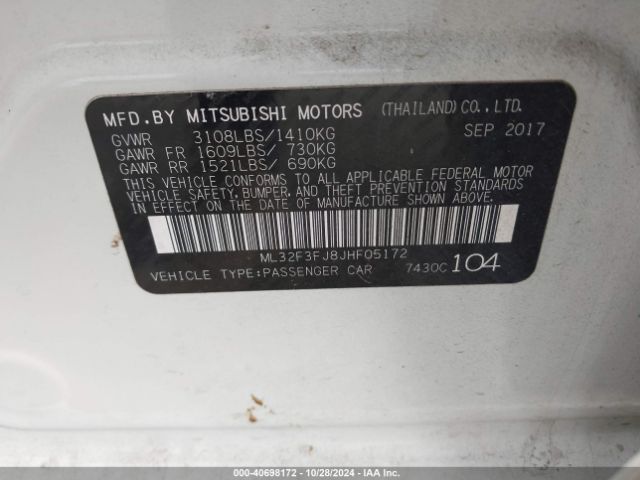 MFD.BY MITSUBISHI MOTORS (THAILAND)CO.,LTD.
GVWR 3108LBS/1410KG SEP 2017
GAWR FR 1609LBS/ 730KG
GAWR RR 1521LBS/ 690KG
THIS VEHICLE CONFORMS TO ALL APPLICABLE FEDERAL MOTOR
VEHICLE SAFETY, BUMPER, AND THEFT PREVENTION STANDARDS
IN EFFECT ON THE DATE OF MANUFACTURE SHOWN ABOVE.
ML32F3FJ8JHF05172
VEHICLE TYPE:PASSENGER CAR 7430C 104
000-40698172 | 10/28/2024 | IAA Inc.